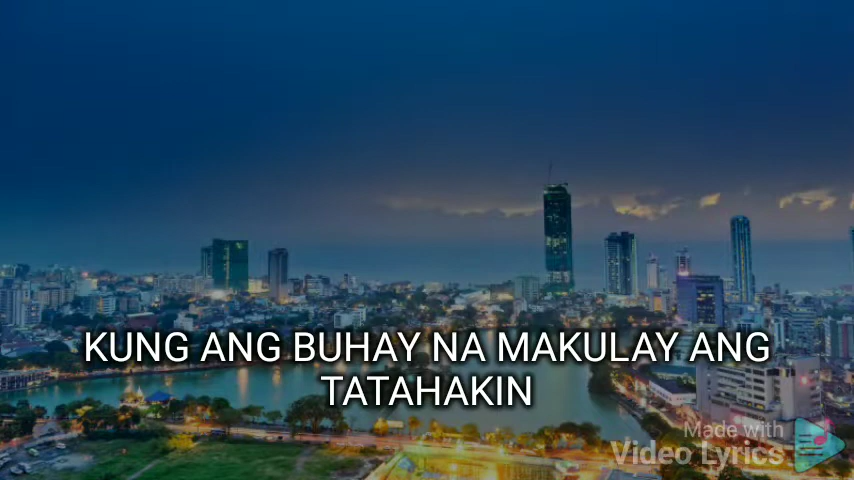 KUNG ANG BUHAY NA MAKULAY ANG
TATAHAKIN
Made with
Video Lyrics